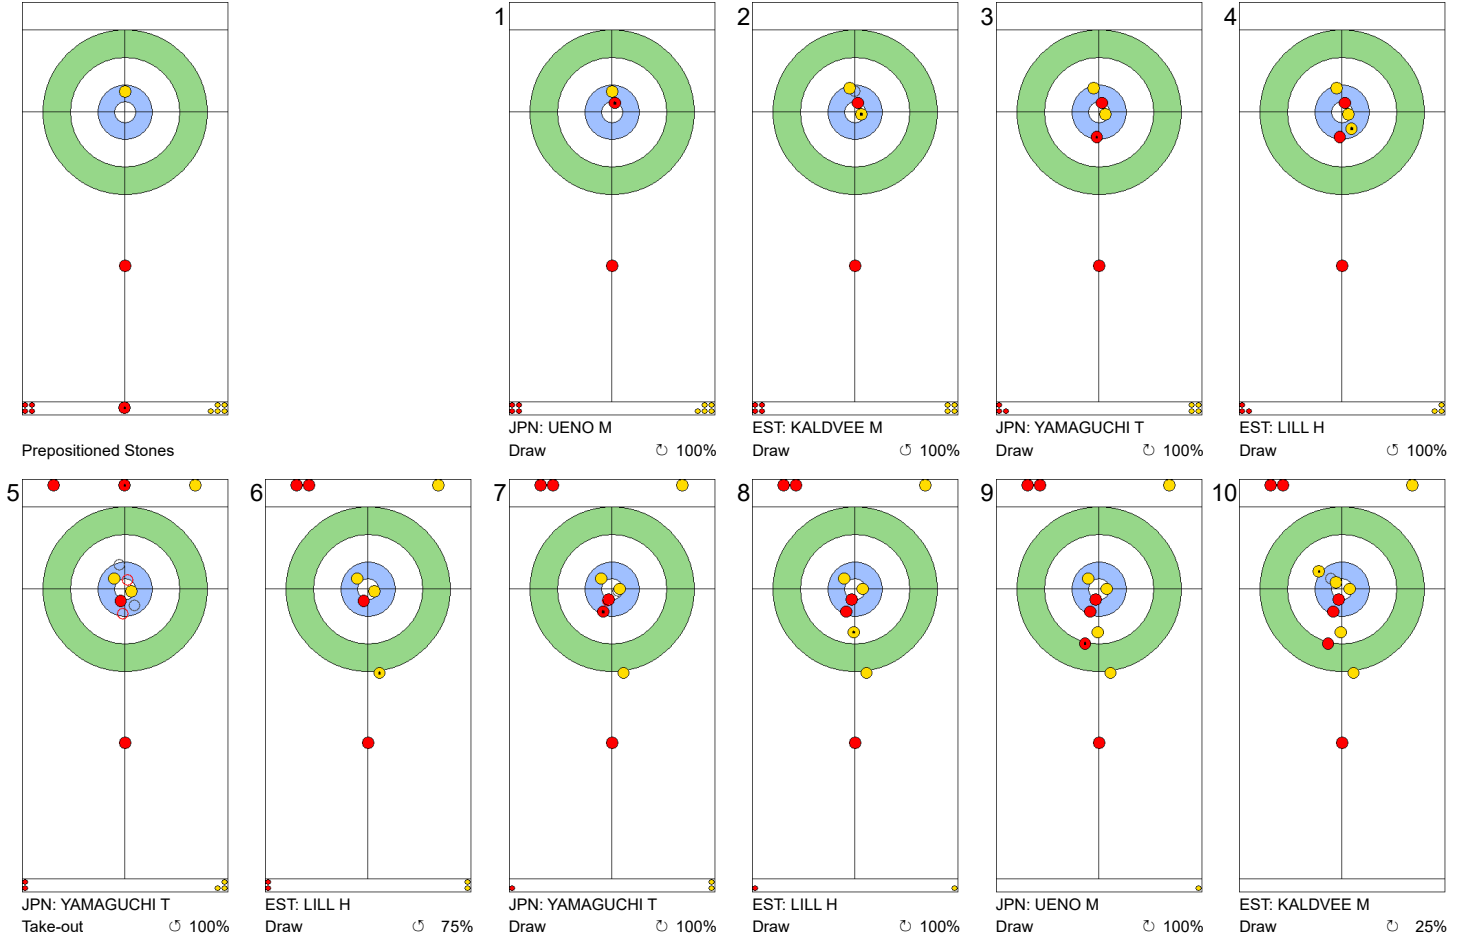 1
2
3
4
Prepositioned Stones
JPN: UENO M
Draw ↻ 100%
EST: KALDVEE M
Draw ↺ 100%
JPN: YAMAGUCHI T
Draw ↻ 100%
EST: LILL H
Draw ↻ 100%
5
6
7
8
9
10
JPN: YAMAGUCHI T
Take-out ↺ 100%
EST: LILL H
Draw ↺ 75%
JPN: YAMAGUCHI T
Draw ↻ 100%
EST: LILL H
Draw ↺ 100%
JPN: UENO M
Draw ↻ 100%
EST: KALDVEE M
Draw ↻ 25%